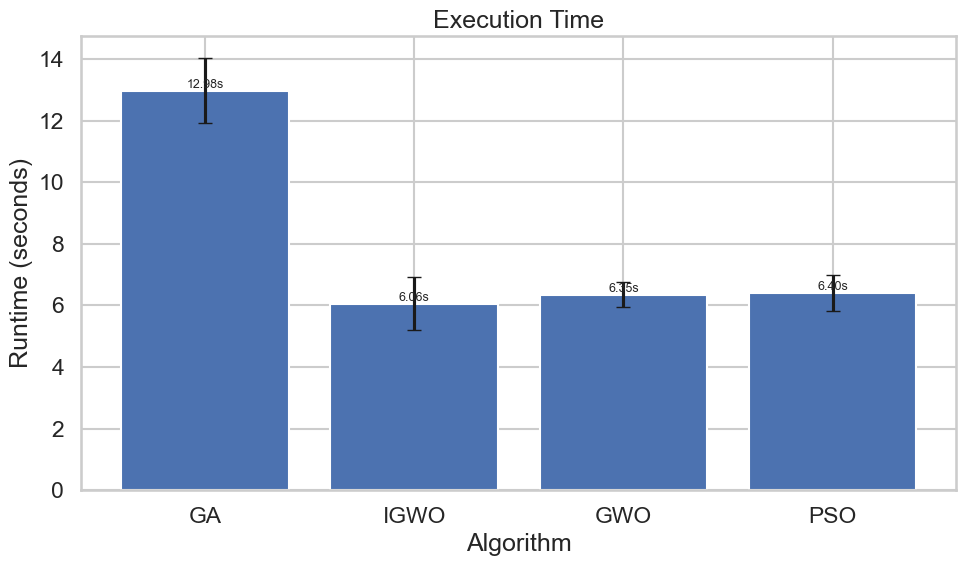 Execution Time
Runtime (seconds)
14
12
10
8
6
4
2
0
12.98s
6.06s
6.35s
6.40s
GA
IGWO
GWO
PSO
Algorithm